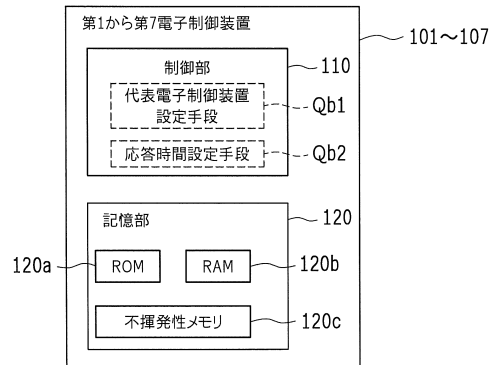 第1から第7電子制御装置
101~107
制御部
110
代表電子制御装置
設定手段
Qb1
応答時間設定手段
Qb2
記憶部
120
120a
ROM
RAM
120b
不揮発性メモリ
120c